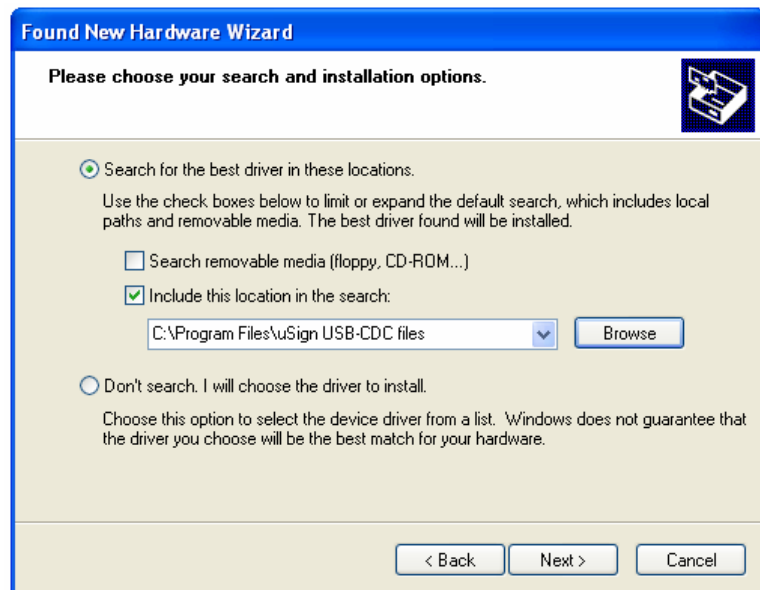 Found New Hardware Wizard
Please choose your search and installation options.
Search for the best driver in these locations.
Use the check boxes below to limit or expand the default search, which includes local
paths and removable media. The best driver found will be installed.
Search removable media (floppy, CD-ROM...)
Include this location in the search:
C:\Program Files\uSign USB-CDC files
Browse
Don't search. I will choose the driver to install.
Choose this option to select the device driver from a list. Windows does not guarantee that
the driver you choose will be the best match for your hardware.
< Back
Next >
Cancel